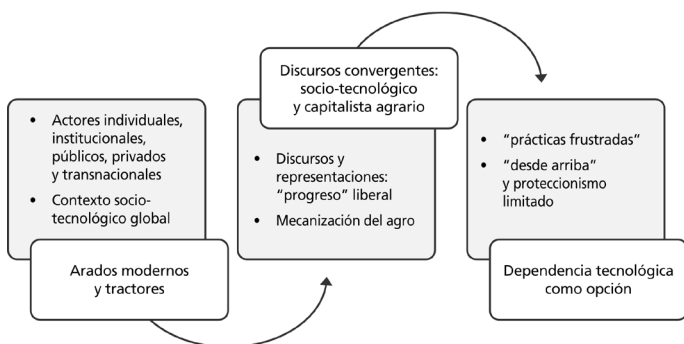 • Actores individuales,
institucionales,
públicos, privados
y transnacionales
• Contexto socio-
tecnológico global
Arados modernos
y tractores
Discursos convergentes:
socio-tecnológico
y capitalista agrario
• Discursos y
representaciones:
“progreso” liberal
• Mecanización del agro
• “prácticas frustradas”
• “desde arriba”
y proteccionismo
limitado
Dependencia tecnológica
como opción